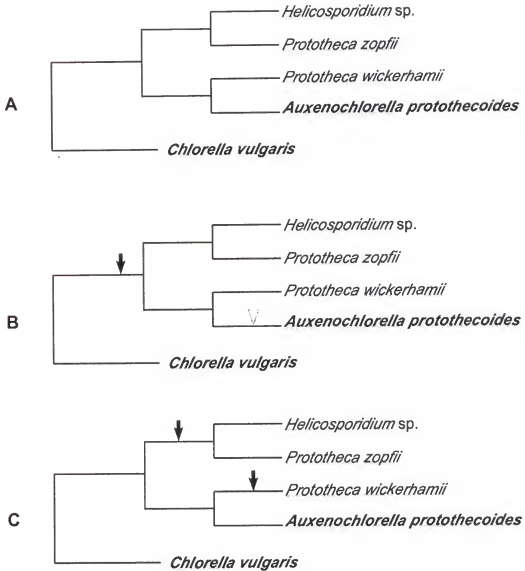 Helicosporidium sp.
Prototheca zopfii
Prototheca wickerhamii
A
Auxenochlorella protothecoides
Chlorella vulgaris
Helicosporidium sp.
Prototheca zopfii
Prototheca wickerhamii
B
Auxenochlorella protothecoides
Chlorella vulgaris
Helicosporidium sp.
Prototheca zopfii
Prototheca wickerhamii
C
Auxenochlorella protothecoides
Chlorella vulgaris